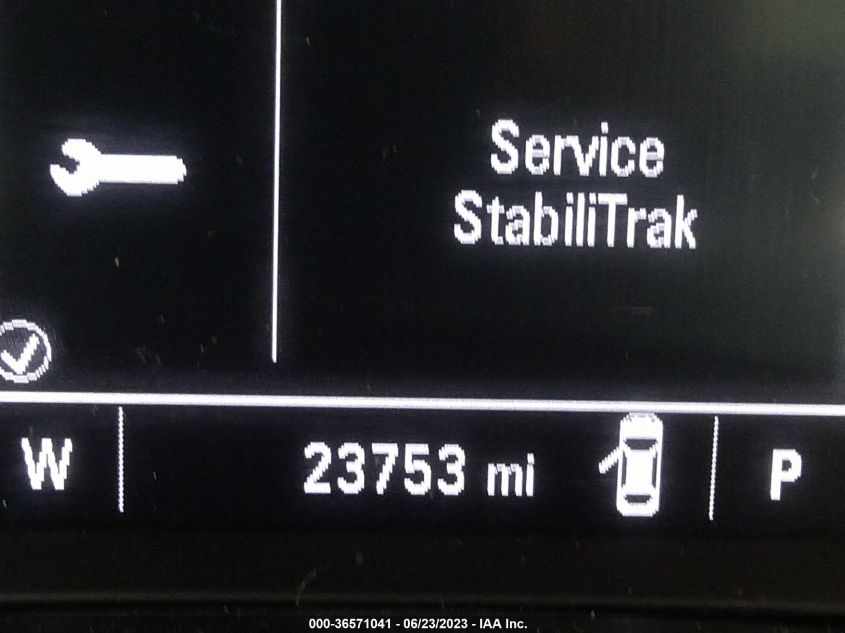 Service
StabiliTrak
W
23753 mi
P
000-36571041 - 06/23/2023 - IAA Inc.